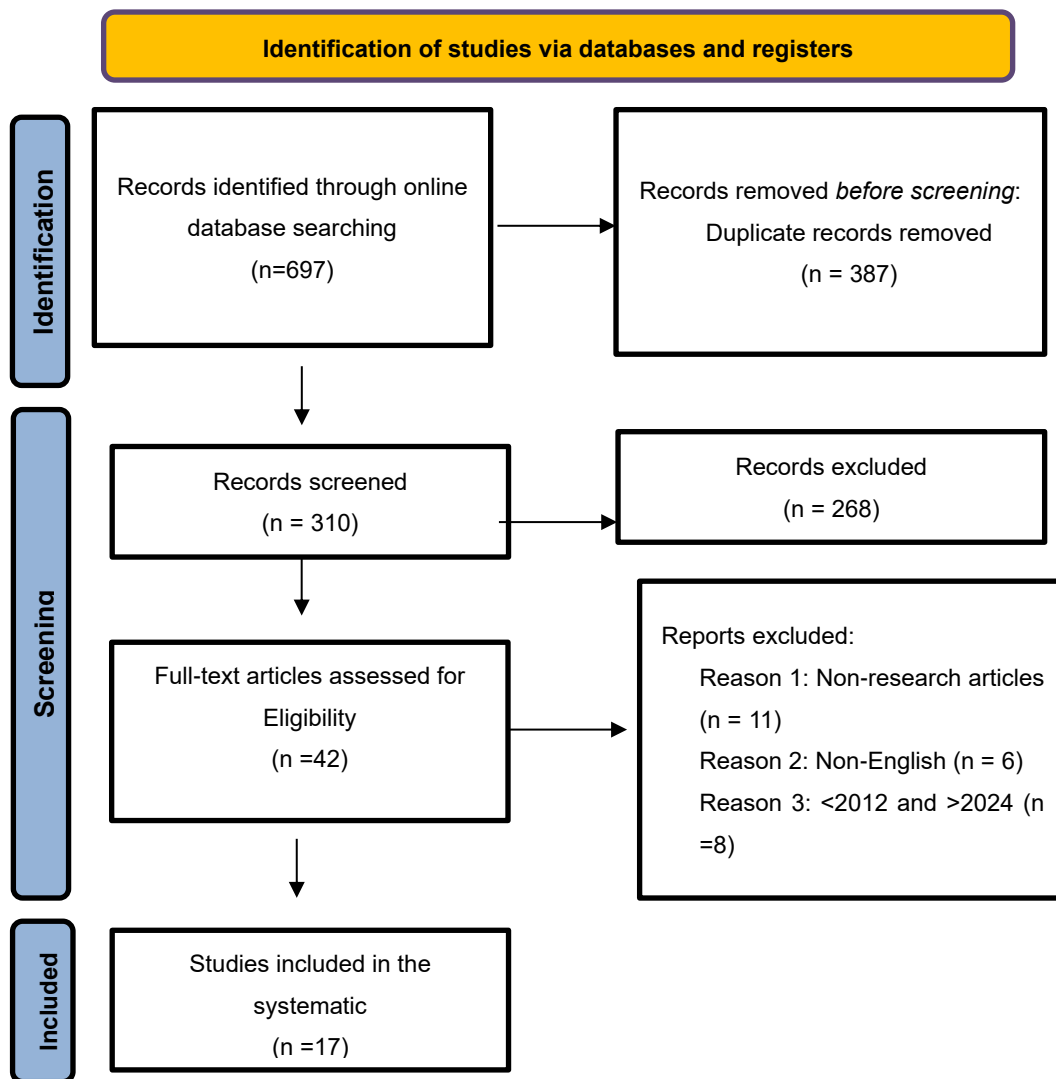 Identification of studies via databases and registers
Identification
Records identified through online
database searching
(n=697)
Records removed before screening:
Duplicate records removed
(n = 387)
Screening
Records screened
(n = 310)
Records excluded
(n = 268)
Full-text articles assessed for
Eligibility
(n =42)
Reports excluded:
Reason 1: Non-research articles
(n = 11)
Reason 2: Non-English (n = 6)
Reason 3: <2012 and >2024 (n
=8)
Included
Studies included in the
systematic
(n =17)